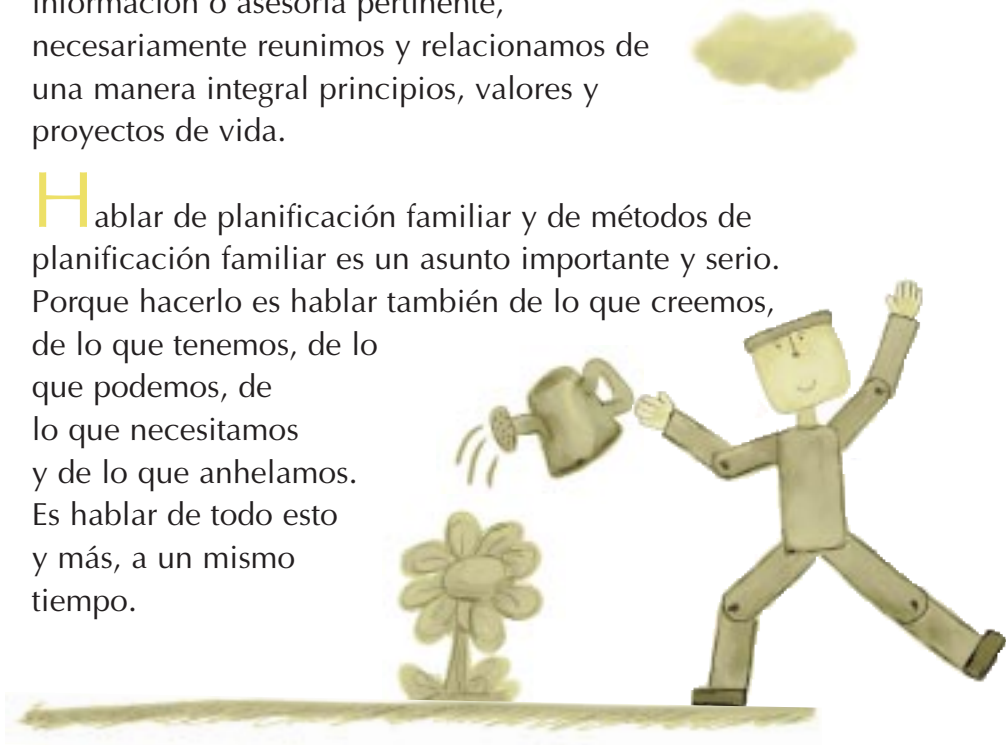 información o asesoría pertinente,
necesariamente reunimos y relacionamos de
una manera integral principios, valores y
proyectos de vida.
Hablar de planificación familiar y de métodos de
planificación familiar es un asunto importante y serio.
Porque hacerlo es hablar también de lo que creemos,
de lo que tenemos, de lo
que podemos, de
lo que necesitamos
y de lo que anhelamos.
Es hablar de todo esto
y más, a un mismo
tiempo.